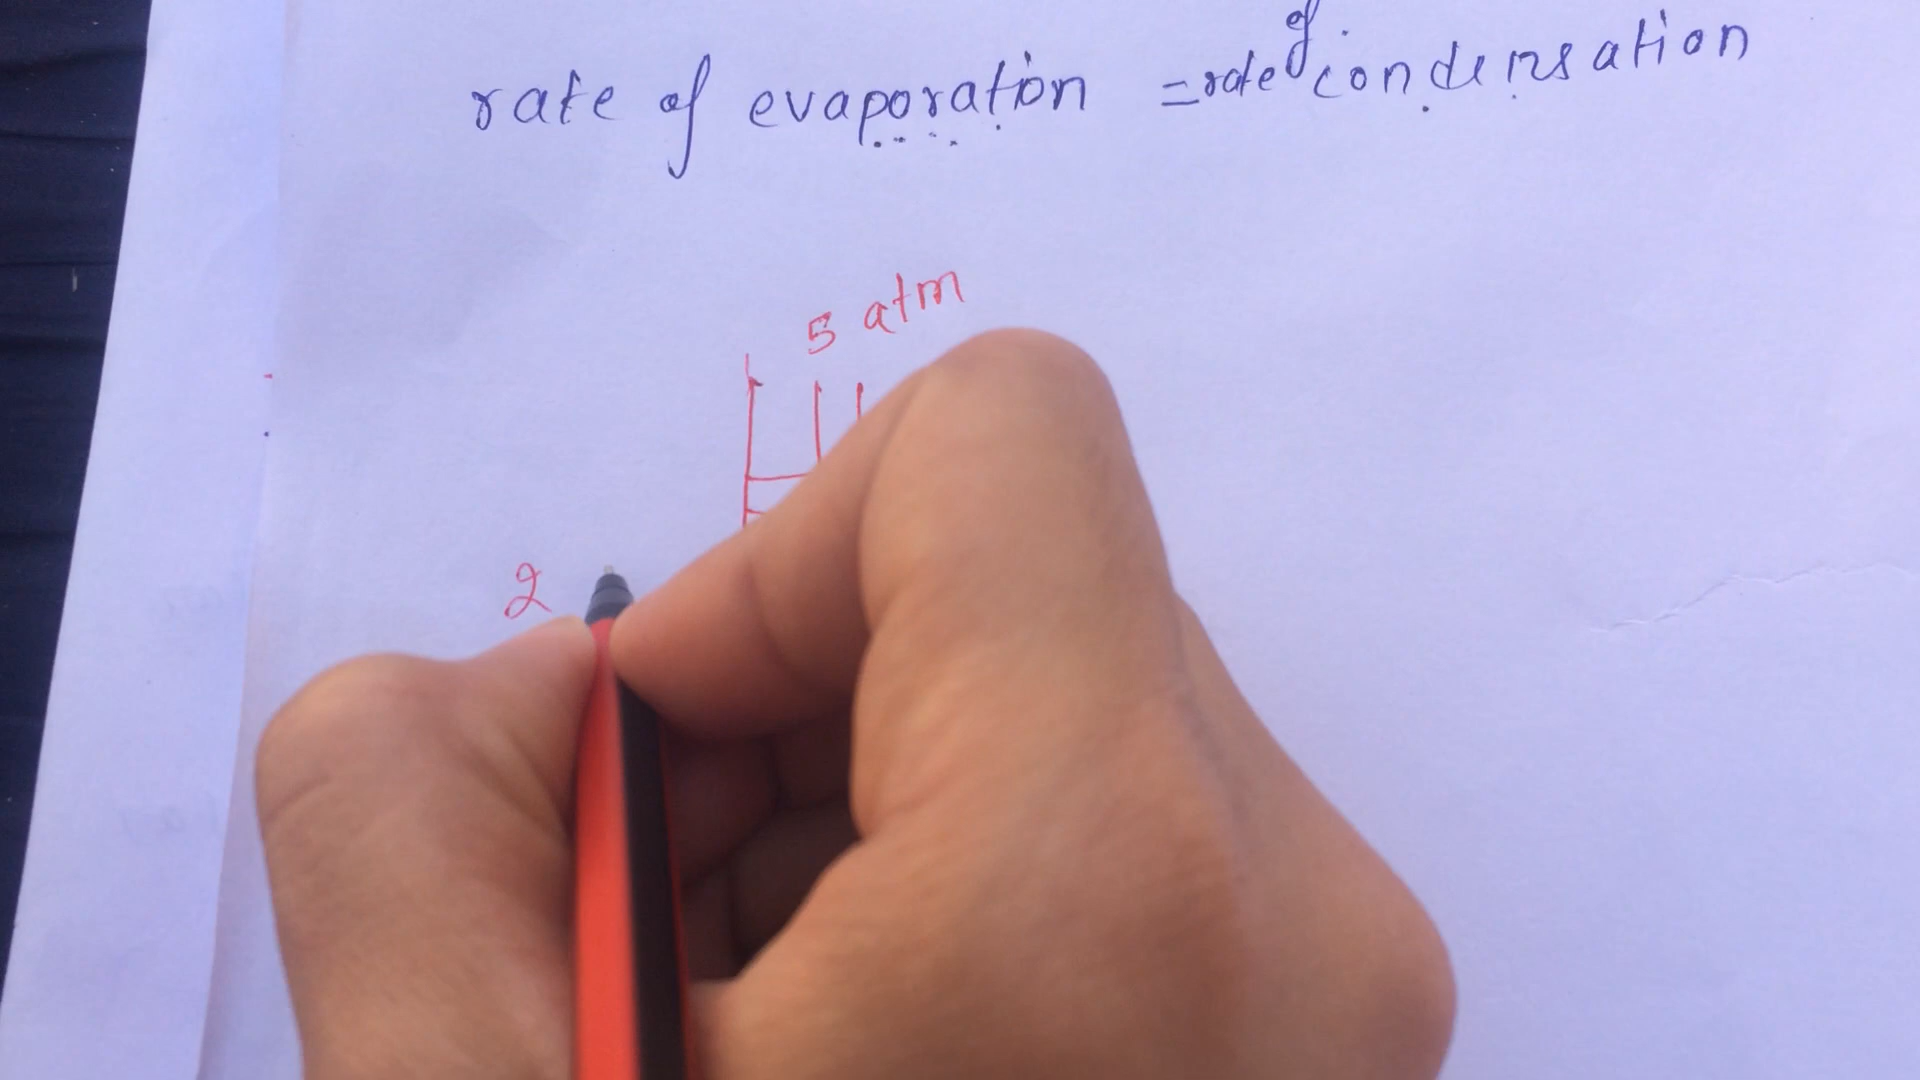 rate of evaporation = rate of condensation
5 atm
2